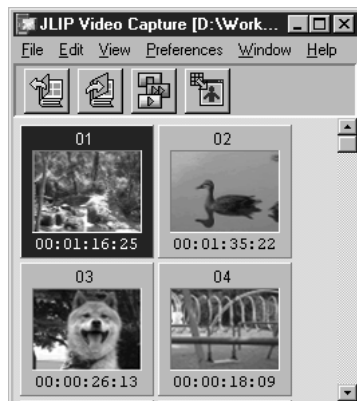 JLIP Video Capture [D:\Work...
File Edit View Preferences Window Help
01 02
00:01:16:25 00:01:35:22
03 04
00:00:26:13 00:00:18:09